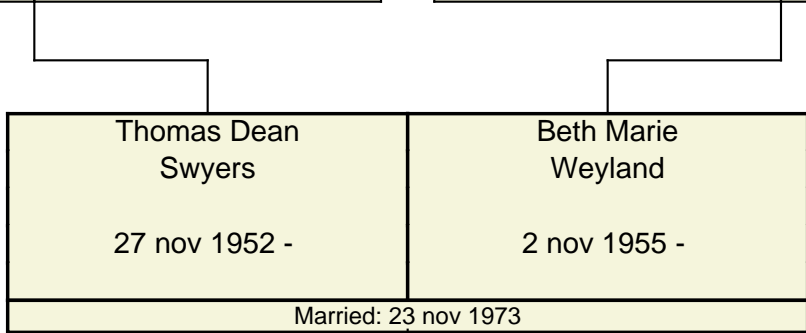 Thomas Dean
Swyers
27 nov 1952 -
Beth Marie
Weyland
2 nov 1955 -
Married: 23 nov 1973